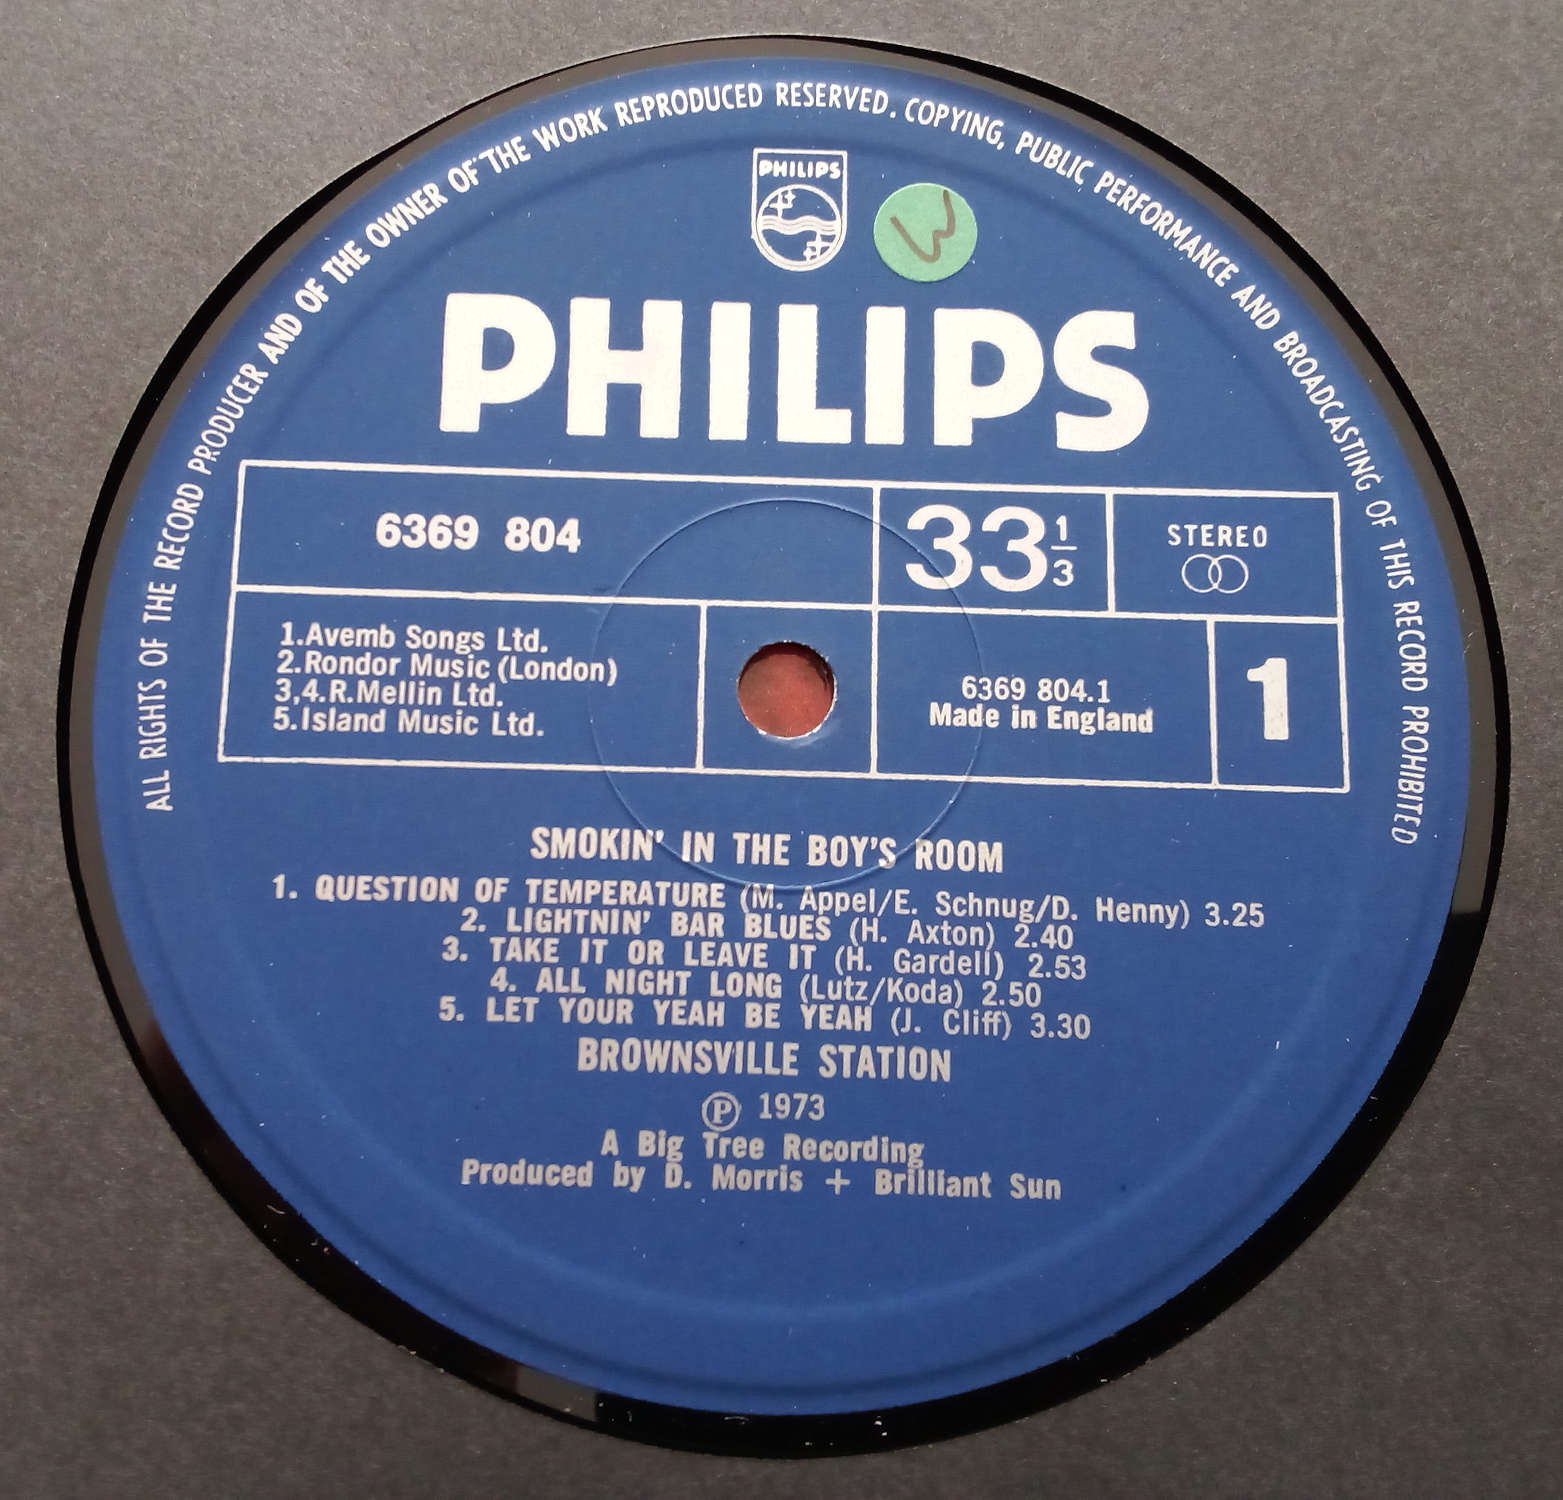 ALL RIGHTS OF THE RECORD PRODUCER AND OF THE OWNER OF THE WORK REPRODUCED RESERVED. COPYING, PUBLIC PERFORMANCE AND BROADCASTING OF THIS RECORD PROHIBITED
PHILIPS
W
PHILIPS
6369 804
33 1/3
STEREO
1.Avemb Songs Ltd.
2.Rondor Music (London)
3,4.R.Mellin Ltd.
5.Island Music Ltd.
6369 804.1
Made in England
1
SMOKIN' IN THE BOY'S ROOM
1. QUESTION OF TEMPERATURE (M. Appel/E. Schnug/D. Henny) 3.25
2. LIGHTNIN' BAR BLUES (H. Axton) 2.40
3. TAKE IT OR LEAVE IT (H. Gardell) 2.53
4. ALL NIGHT LONG (Lutz/Koda) 2.50
5. LET YOUR YEAH BE YEAH (J. Cliff) 3.30
BROWNSVILLE STATION
Ⓟ 1973
A Big Tree Recording
Produced by D. Morris + Brilliant Sun